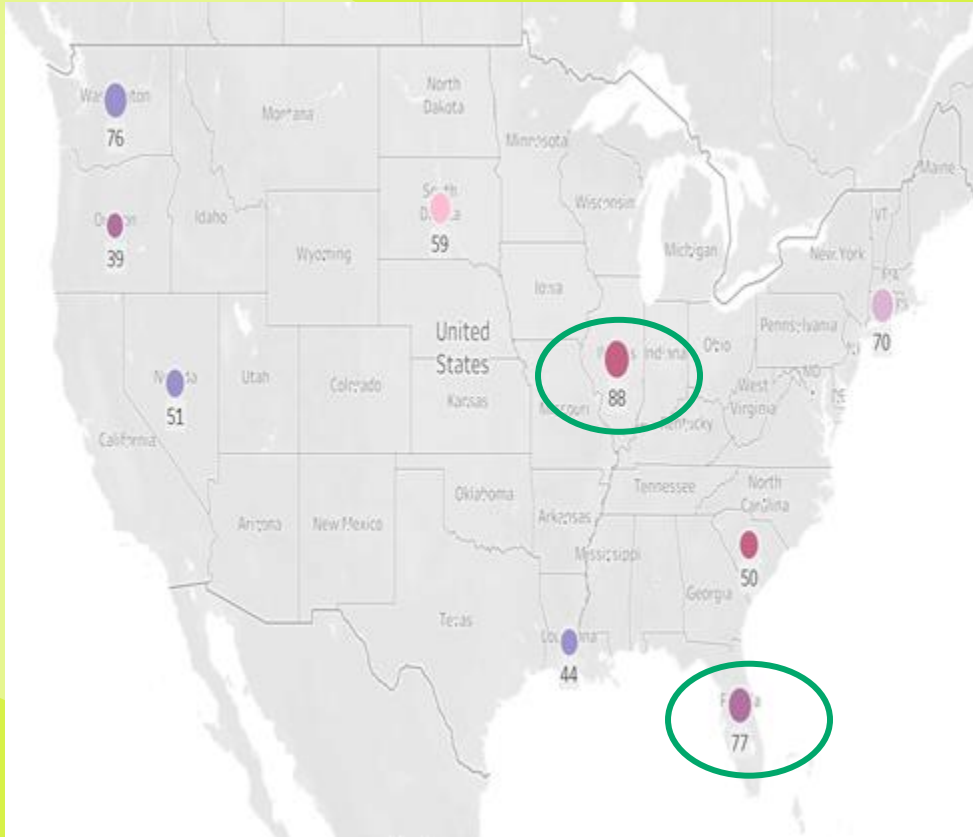 North
Dakota
Montana
Minnesota
76
Maine
Idaho
Wisconsin
VT
39
59
Wyoming
Michigan
New York
Iowa
70
United
States
Pennsylvania
Ohio
Indiana
Utah
Colorado
Kansas
88
Missouri
West
Virginia
MD
51
California
Kentucky
Tennessee
North
Carolina
Oklahoma
Arkansas
Arizona
New Mexico
Mississippi
50
Georgia
Texas
44
77